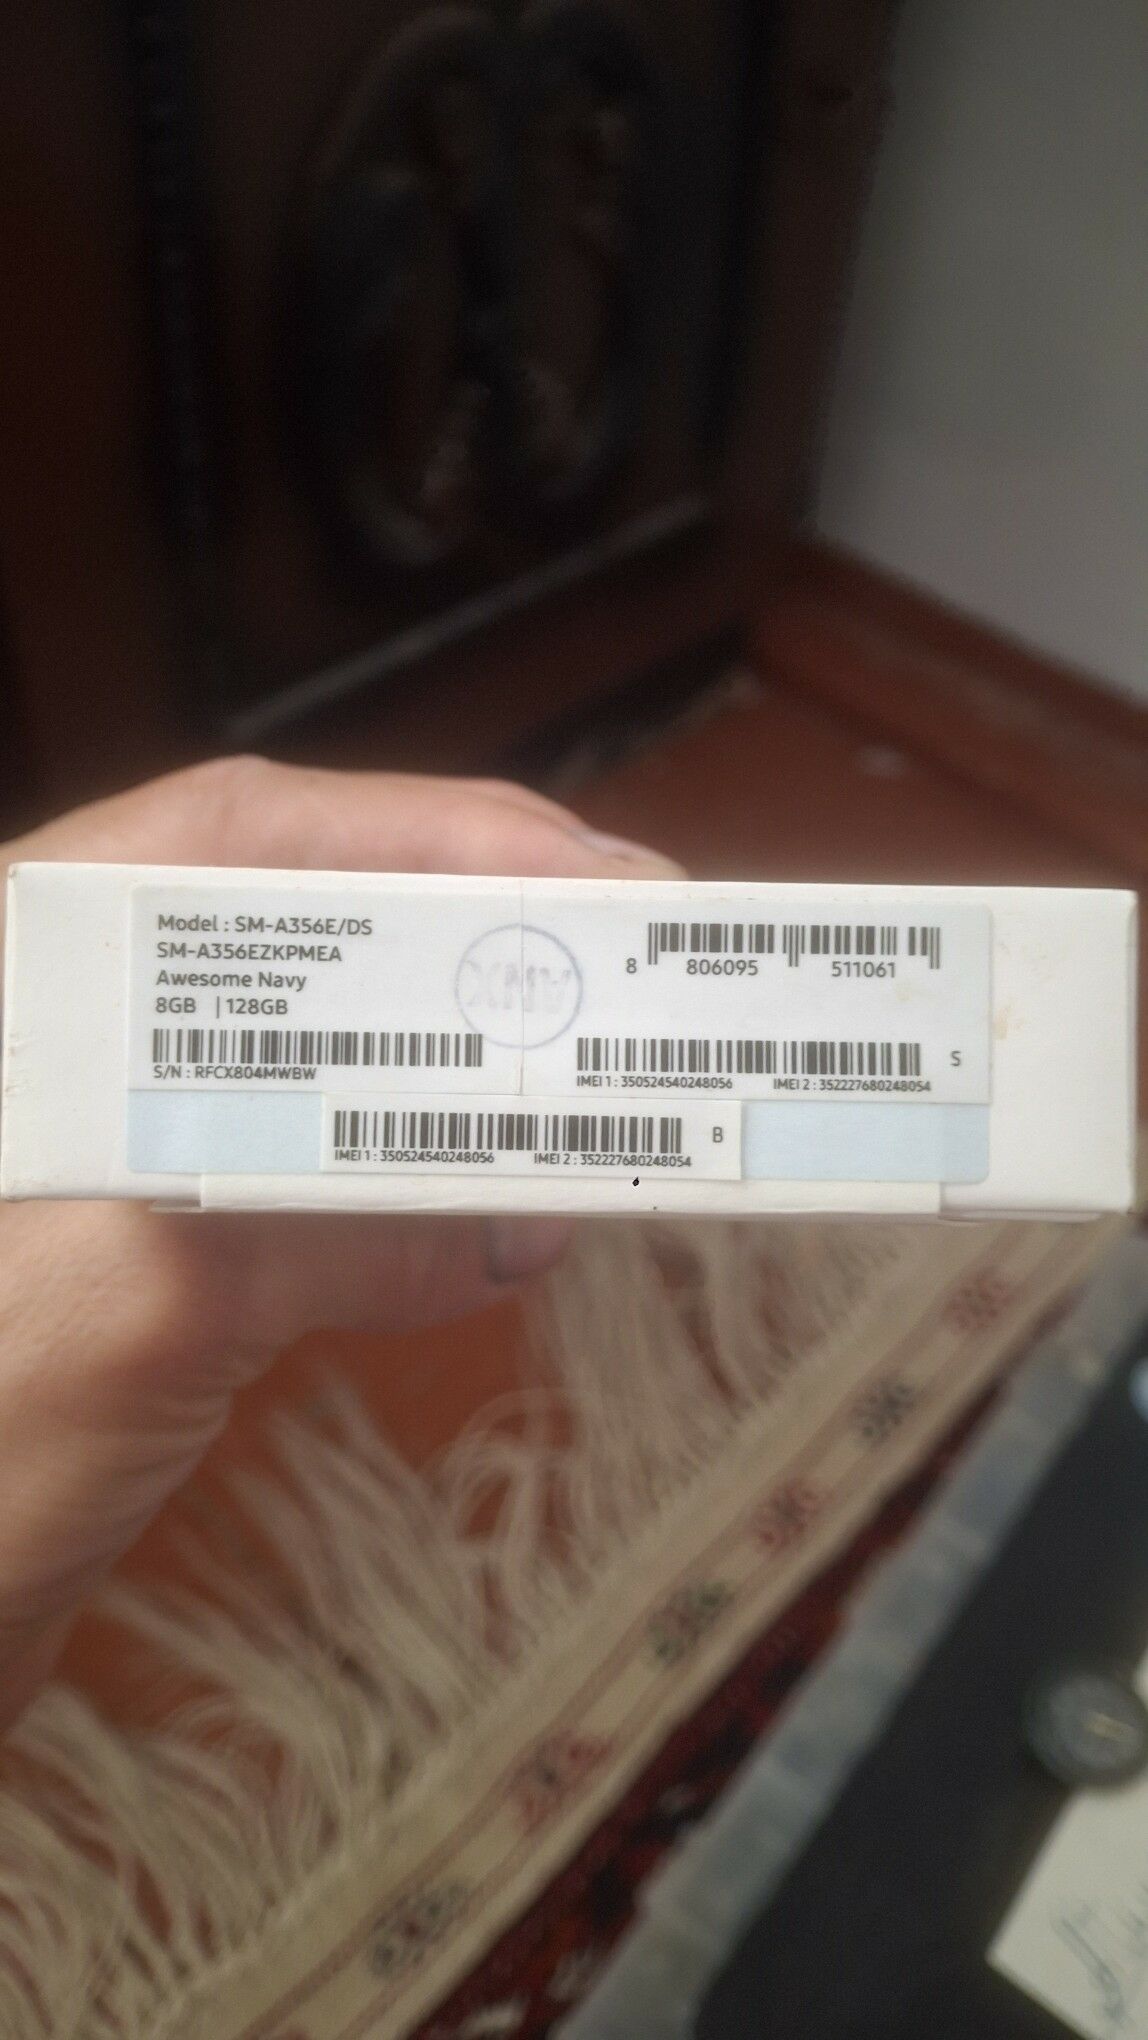 Model : SM-A356E/DS
SM-A356EZKPMEA
Awesome Navy
8GB | 128GB
S/N : RFCX804MWBW
8 806095 511061
S
IMEI 1 : 350524540248056 IMEI 2 : 352227680248054
B
IMEI 1 : 350524540248056 IMEI 2 : 352227680248054